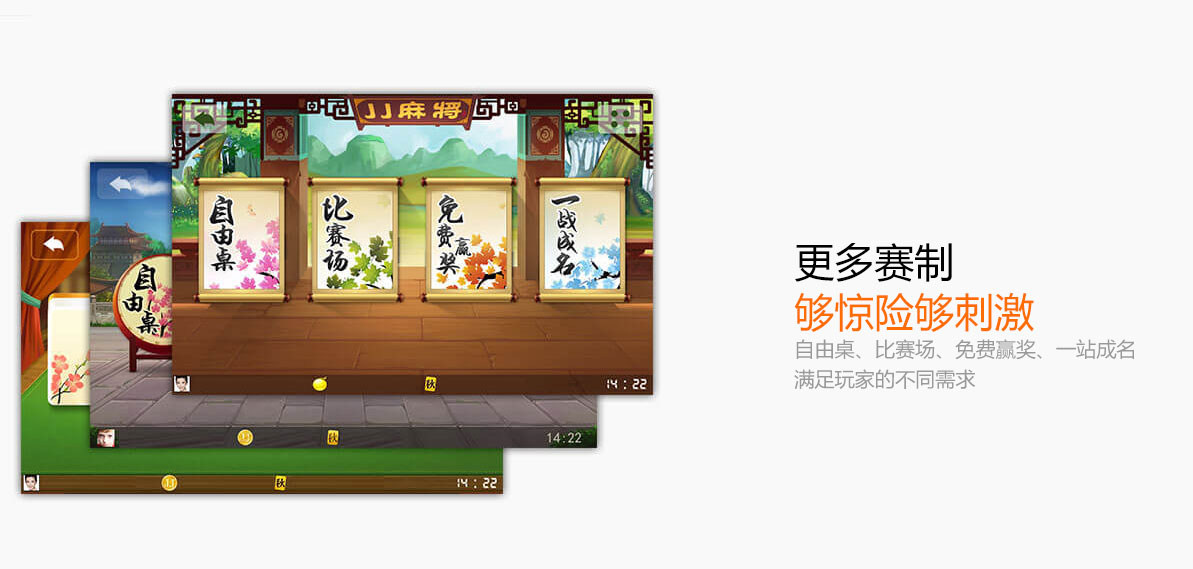 JJ麻将
自由桌
比赛场
免费赢奖
一战成名
14:22
秋
自由桌
14:22
秋
14:22
秋
更多赛制
够惊险够刺激
自由桌、比赛场、免费赢奖、一站成名
满足玩家的不同需求